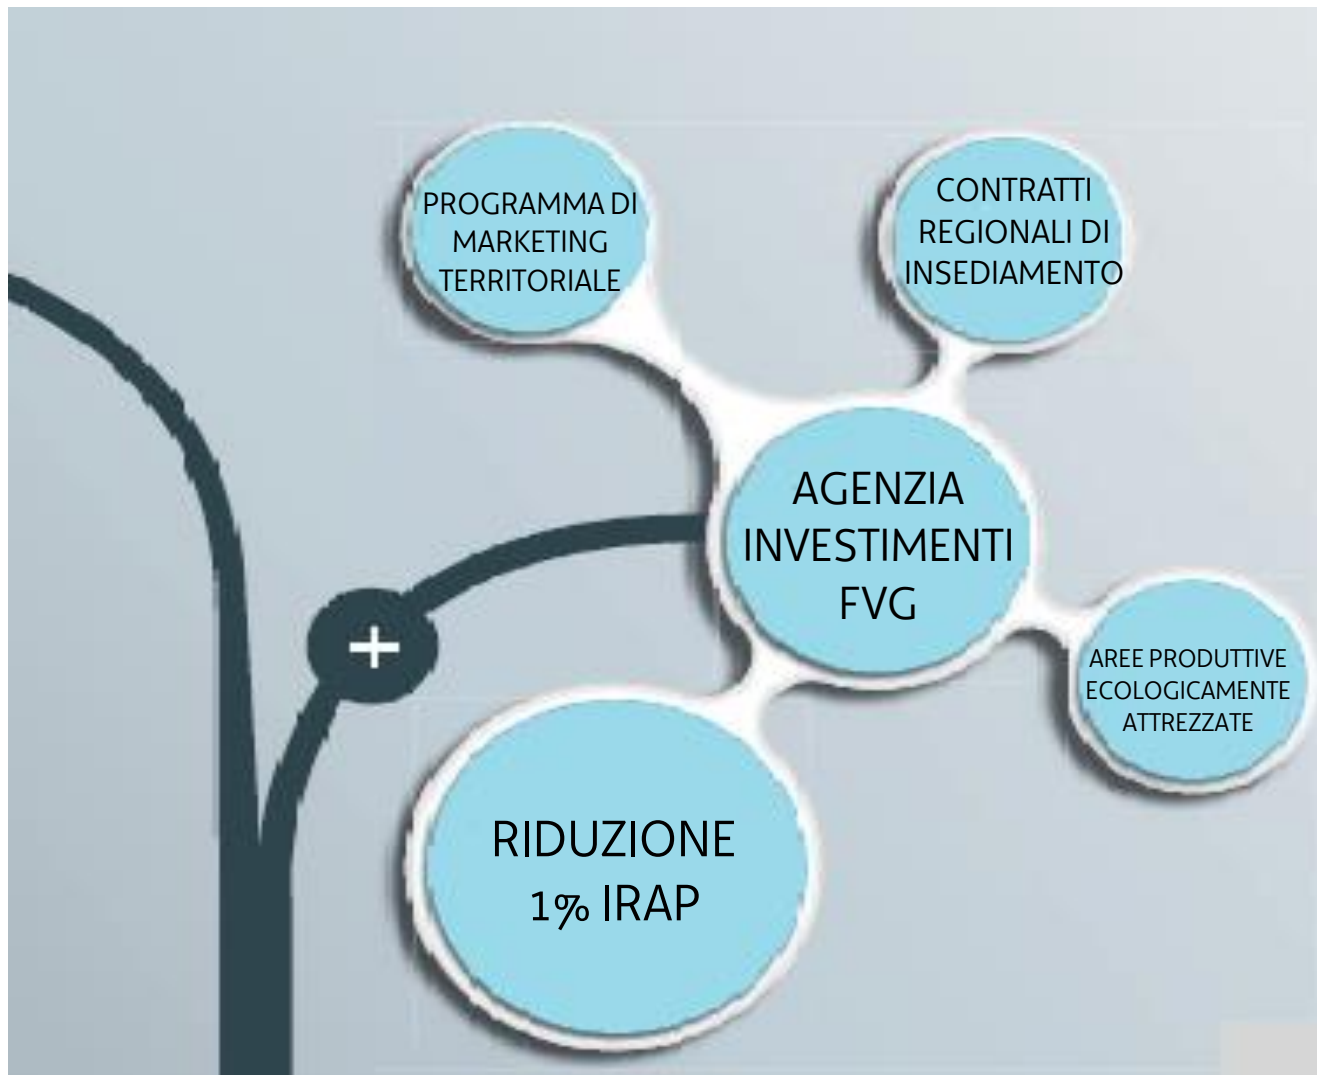 PROGRAMMA DI
MARKETING
TERRITORIALE
CONTRATTI
REGIONALI DI
INSEDIAMENTO
AGENZIA
INVESTIMENTI
FVG
+
AREE PRODUTTIVE
ECOLOGICAMENTE
ATTREZZATE
RIDUZIONE
1% IRAP